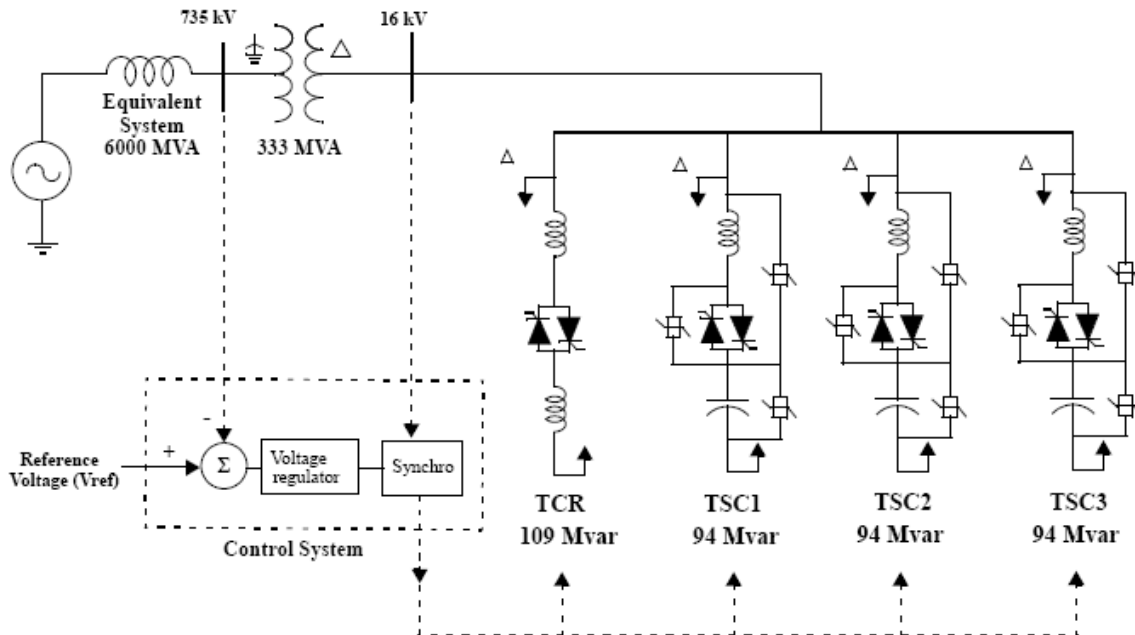 735 kV
16 kV
Δ
Equivalent
System
6000 MVA
333 MVA
Δ
Δ
Δ
Δ
-
+
Σ
Reference
Voltage (Vref)
Voltage
regulator
Synchro
Control System
TCR
109 Mvar
TSC1
94 Mvar
TSC2
94 Mvar
TSC3
94 Mvar